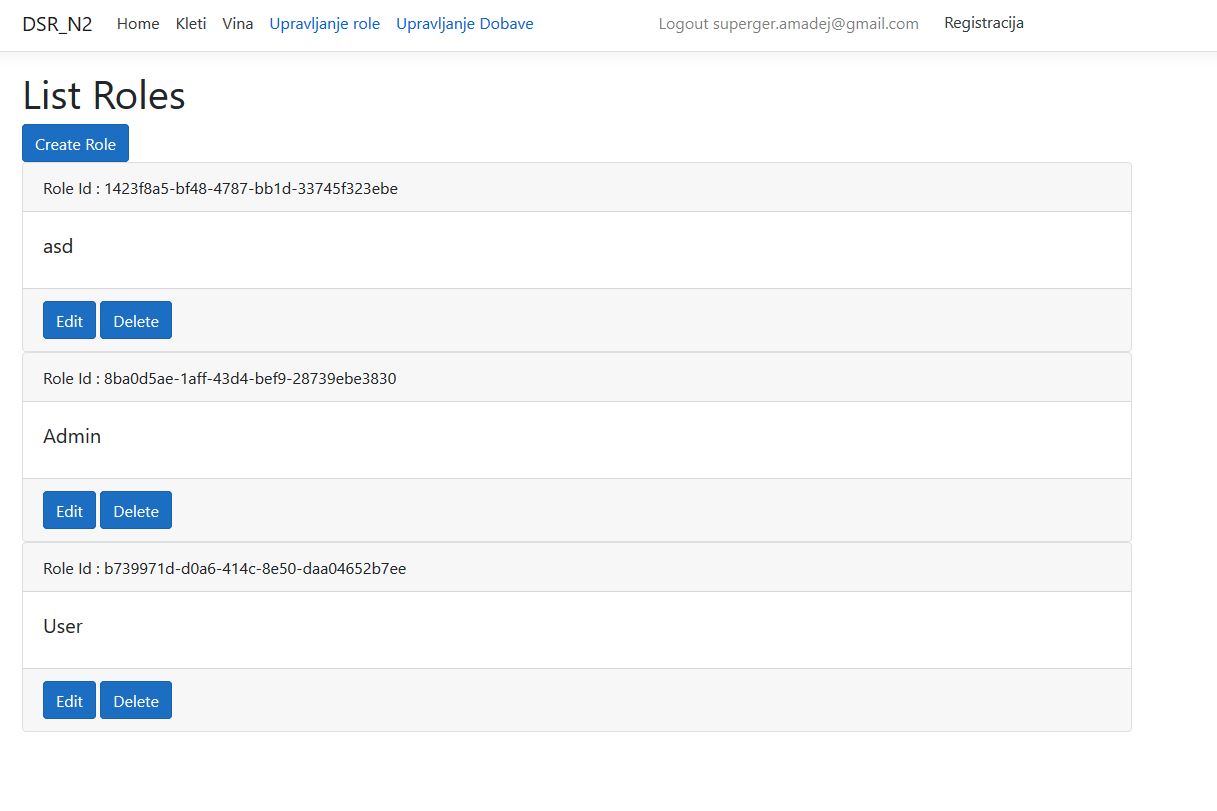 DSR_N2 Home Kleti Vina Upravljanje role Upravljanje Dobave Logout superger.amadej@gmail.com Registracija
List Roles
Create Role
Role Id : 1423f8a5-bf48-4787-bb1d-33745f323ebe
asd
Edit Delete
Role Id : 8ba0d5ae-1aff-43d4-bef9-28739ebe3830
Admin
Edit Delete
Role Id : b739971d-d0a6-414c-8e50-daa04652b7ee
User
Edit Delete